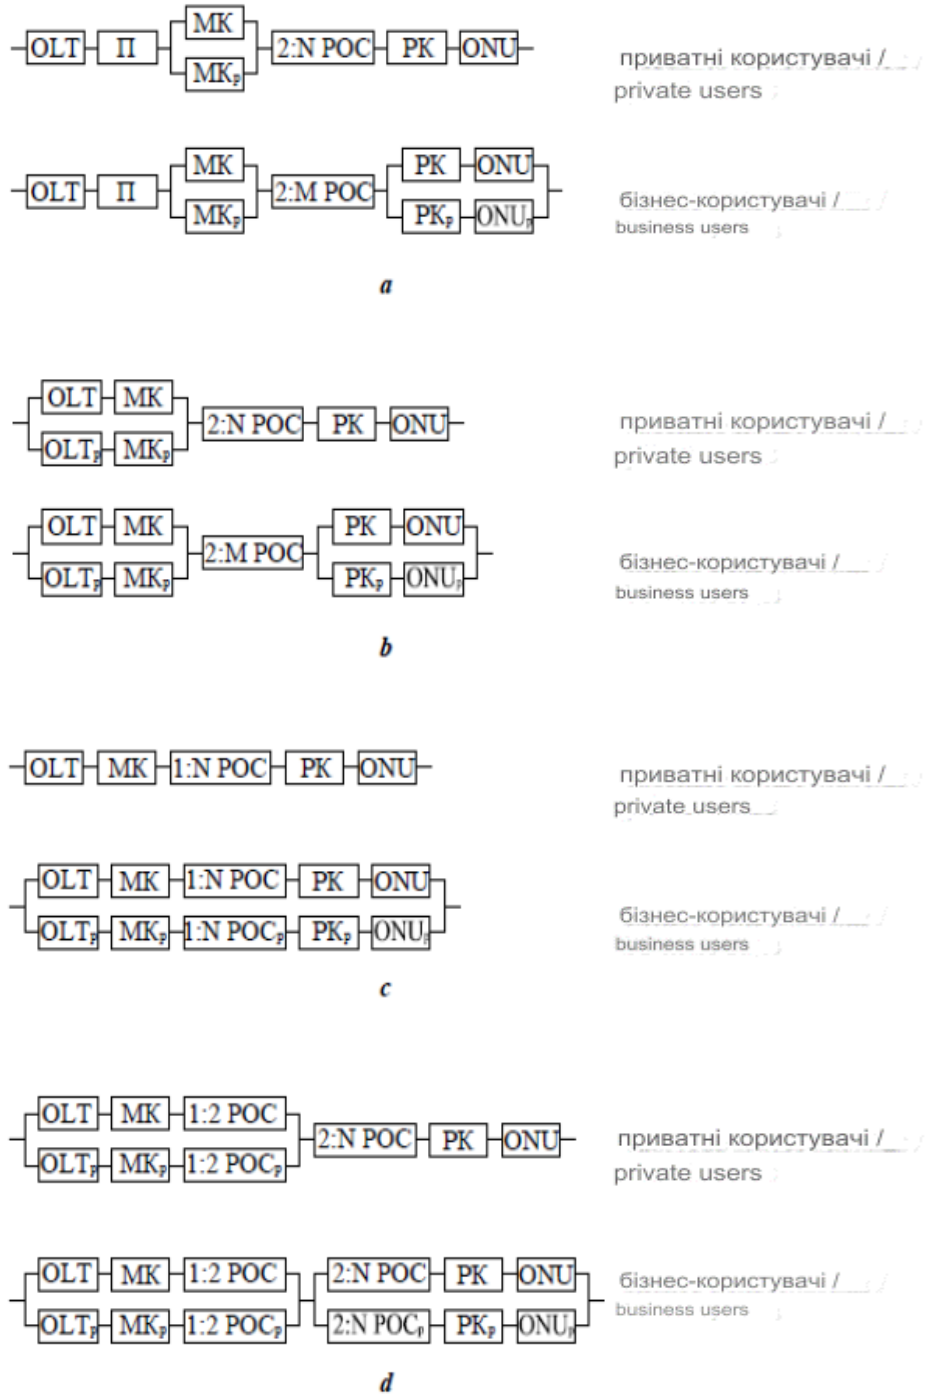 МК
OLT П 2:N РОС РК ONU
МКр
приватні користувачі /
private users
МК РК ONU
OLT П 2:М РОС
МКр РКр ONUр
бізнес-користувачі /
business users
a
OLT МК
2:N РОС РК ONU
OLTр МКр
приватні користувачі /
private users
OLT МК РК ONU
2:М РОС
OLTр МКр РКр ONUр
бізнес-користувачі /
business users
b
OLT МК 1:N РОС РК ONU
приватні користувачі /
private users
OLT МК 1:N РОС РК ONU
OLTр МКр 1:N РОСр РКр ONUр
бізнес-користувачі /
business users
c
OLT МК 1:2 РОС
2:N РОС РК ONU
OLTр МКр 1:2 РОСр
приватні користувачі /
private users
OLT МК 1:2 РОС 2:N РОС РК ONU
OLTр МКр 1:2 РОСр 2:N РОСр РКр ONUр
бізнес-користувачі /
business users
d